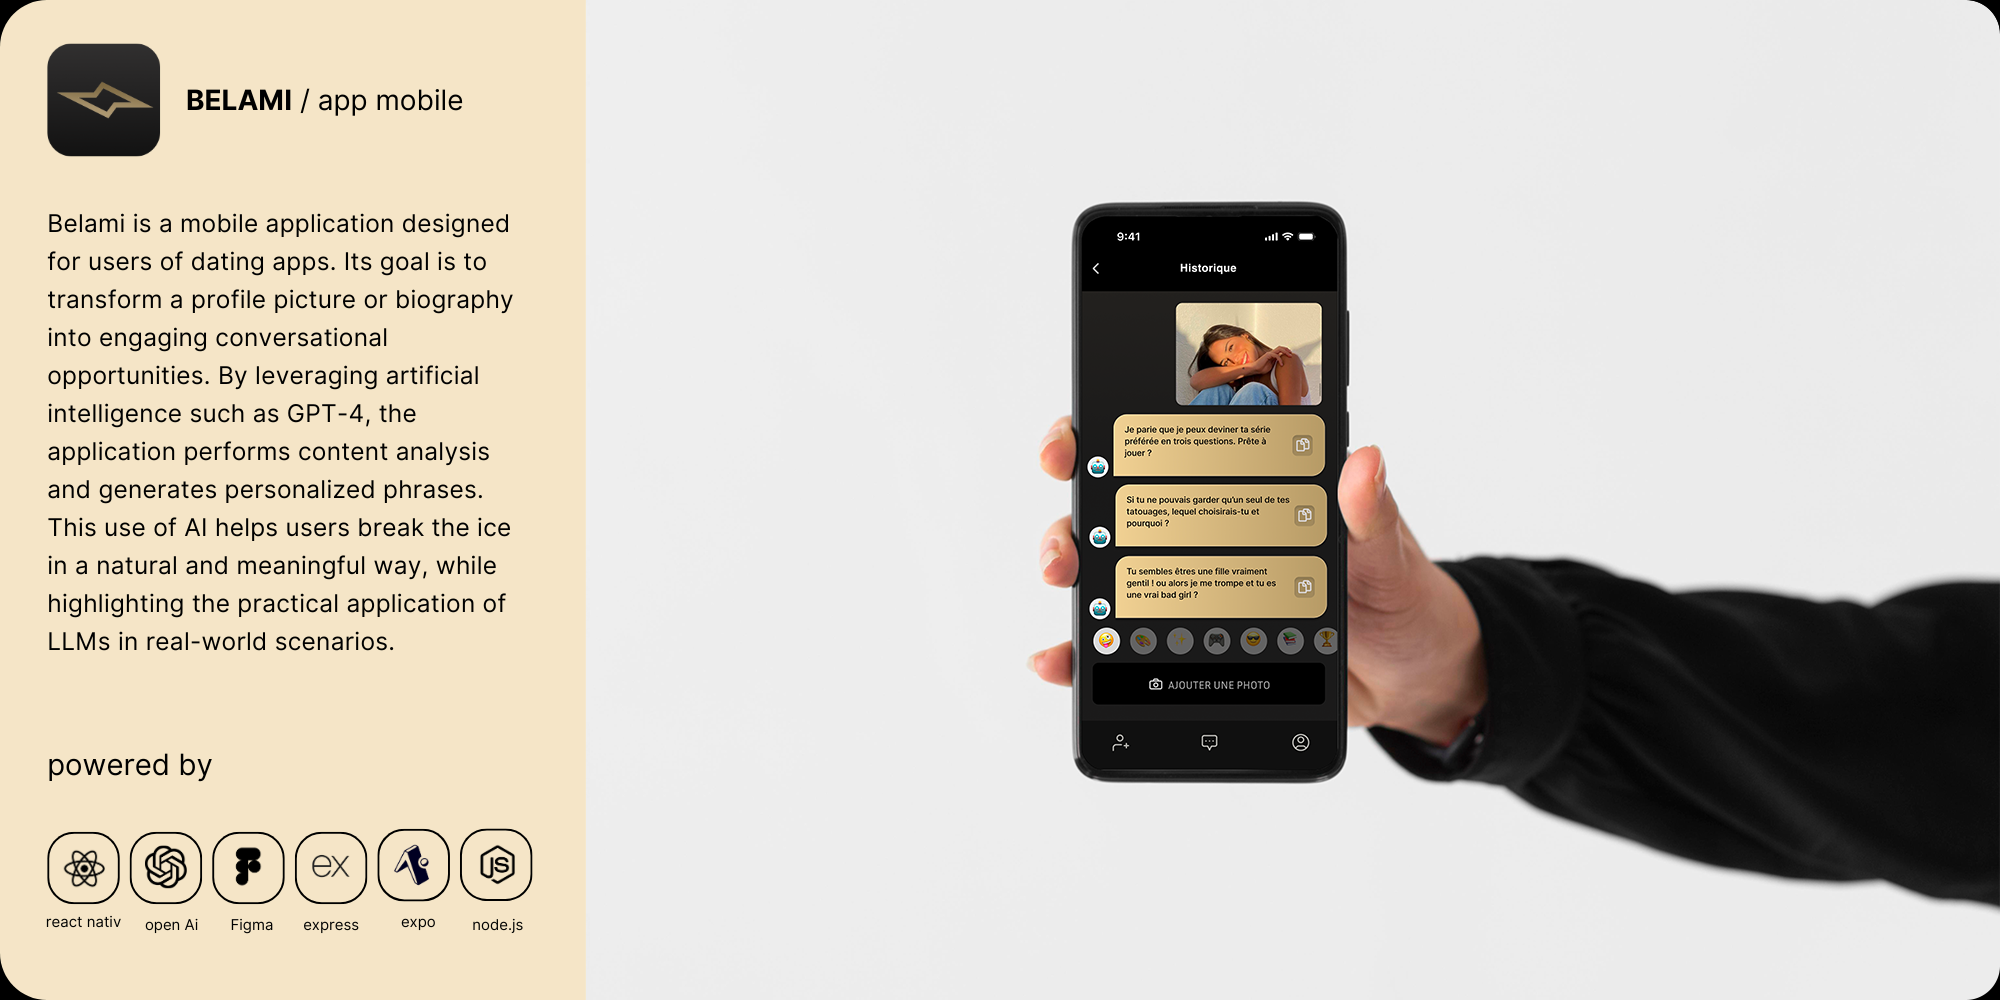 BELAMI / app mobile
Belami is a mobile application designed
for users of dating apps. Its goal is to
transform a profile picture or biography
into engaging conversational
opportunities. By leveraging artificial
intelligence such as GPT-4, the
application performs content analysis
and generates personalized phrases.
This use of AI helps users break the ice
in a natural and meaningful way, while
highlighting the practical application of
LLMs in real-world scenarios.
powered by
ex
JS
react nativ
open Ai
Figma
express
expo
node.js
9:41
Historique
Je parie que je peux deviner ta série
préférée en trois questions. Prête à
jouer ?
Si tu ne pouvais garder qu'un seul de tes
tatouages, lequel choisirais-tu et
pourquoi ?
Tu sembles êtres une fille vraiment
gentil ! ou alors je me trompe et tu es
une vrai bad girl ?
AJOUTER UNE PHOTO